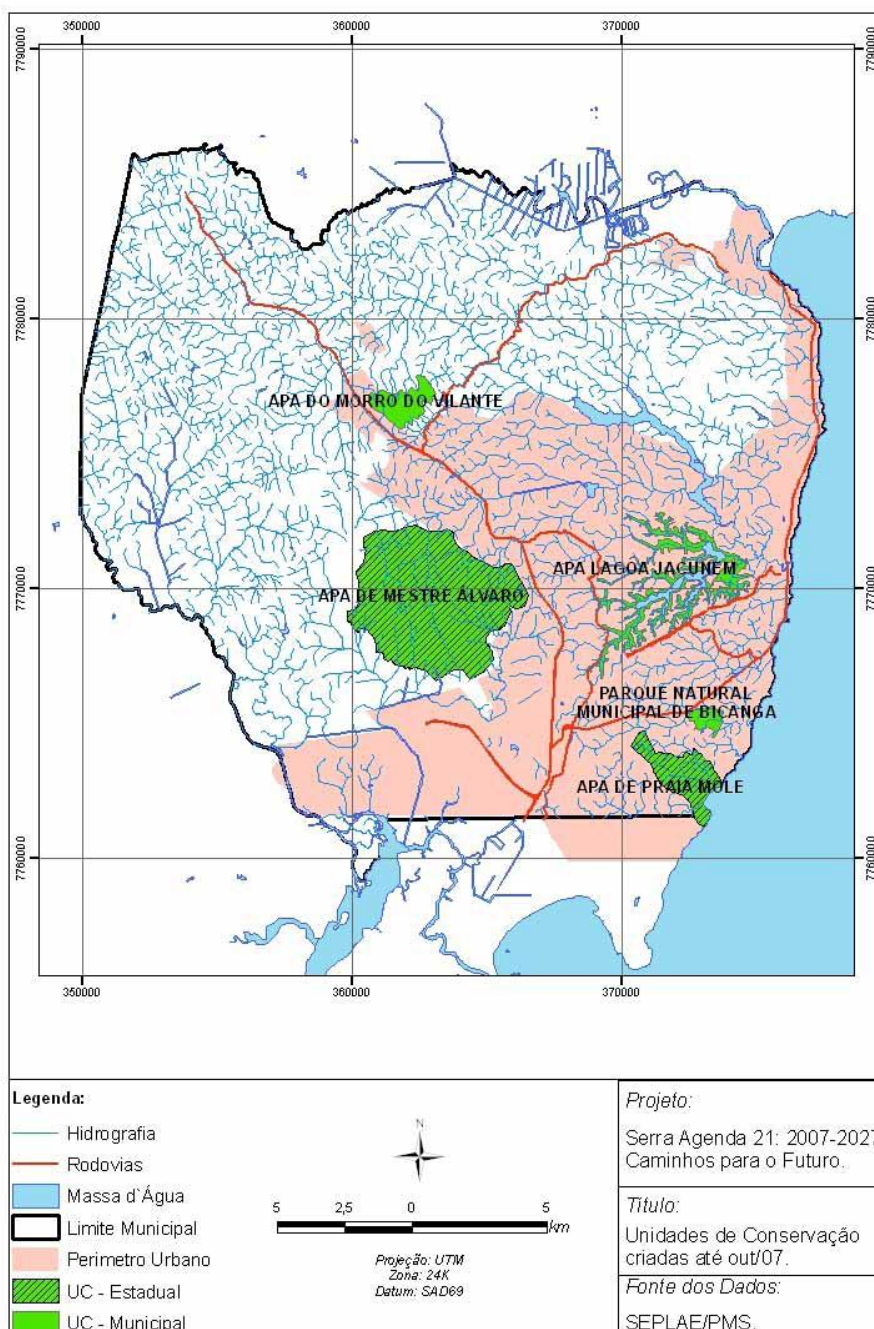 350000
360000
370000
7790000
7790000
7780000
7780000
APA DO MORRO DO VILANTE
APA LAGOA JACUNEM
7770000
7770000
APA DE MESTRE ÁLVARO
PARQUE NATURAL
MUNICIPAL DE BICANGA
APA DE PRAIA MOLE
7760000
7760000
350000
360000
370000
Legenda:
Hidrografia
Rodovias
Massa d`Água
Limite Municipal
Perimetro Urbano
UC - Estadual
UC - Municipal
N
5 2,5 0 5
km
Projeção: UTM
Zona: 24K
Datum: SAD69
Projeto:
Serra Agenda 21: 2007-2027
Caminhos para o Futuro.
Título:
Unidades de Conservação
criadas até out/07.
Fonte dos Dados:
SEPLAE/PMS.